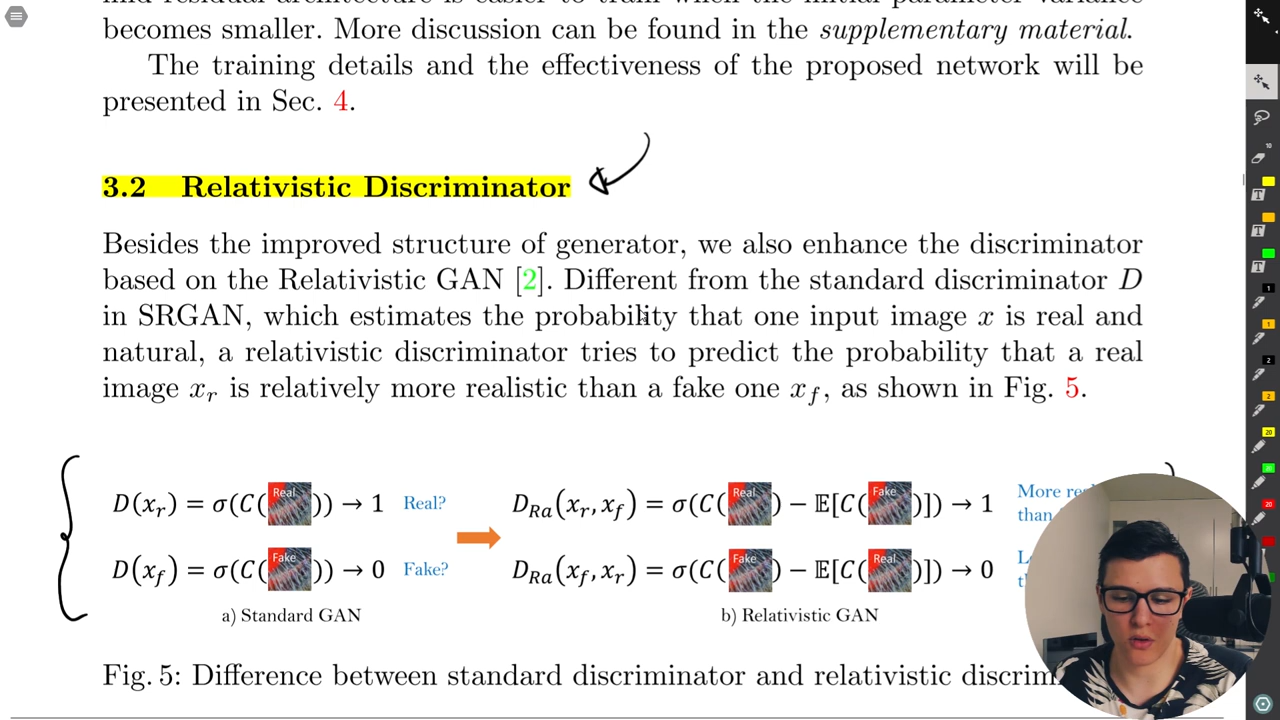 becomes smaller. More discussion can be found in the supplementary material.
The training details and the effectiveness of the proposed network will be
presented in Sec. 4.
3.2 Relativistic Discriminator
Besides the improved structure of generator, we also enhance the discriminator
based on the Relativistic GAN [2]. Different from the standard discriminator D
in SRGAN, which estimates the probability that one input image x is real and
natural, a relativistic discriminator tries to predict the probability that a real
image xᵣ is relatively more realistic than a fake one x_f, as shown in Fig. 5.
D(xᵣ) = σ(C(Real)) → 1 Real?
D(x_f) = σ(C(Fake)) → 0 Fake?
a) Standard GAN
D_Ra(xᵣ, x_f) = σ(C(Real) − 𝔼[C(Fake)]) → 1
More
than
D_Ra(x_f, xᵣ) = σ(C(Fake) − 𝔼[C(Real)]) → 0
b) Relativistic GAN
Fig. 5: Difference between standard discriminator and relativistic